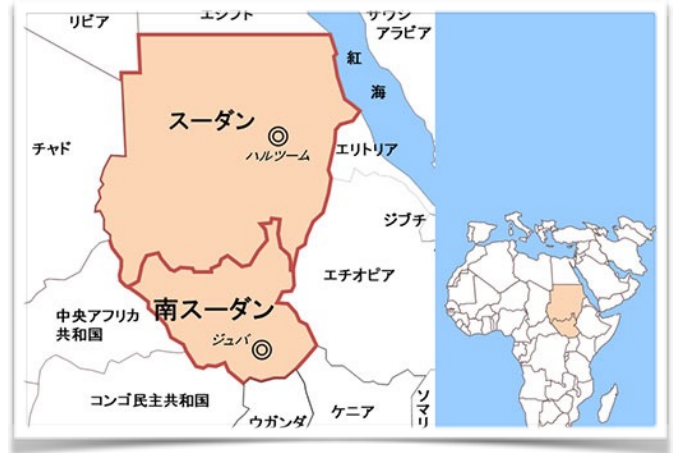 リビア
エジプト
サウジ
アラビア
紅
海
スーダン
ハルツーム
チャド
エリトリア
ジブチ
エチオピア
南スーダン
中央アフリカ
共和国
ジュバ
コンゴ民主共和国
ウガンダ
ケニア
ソマリ